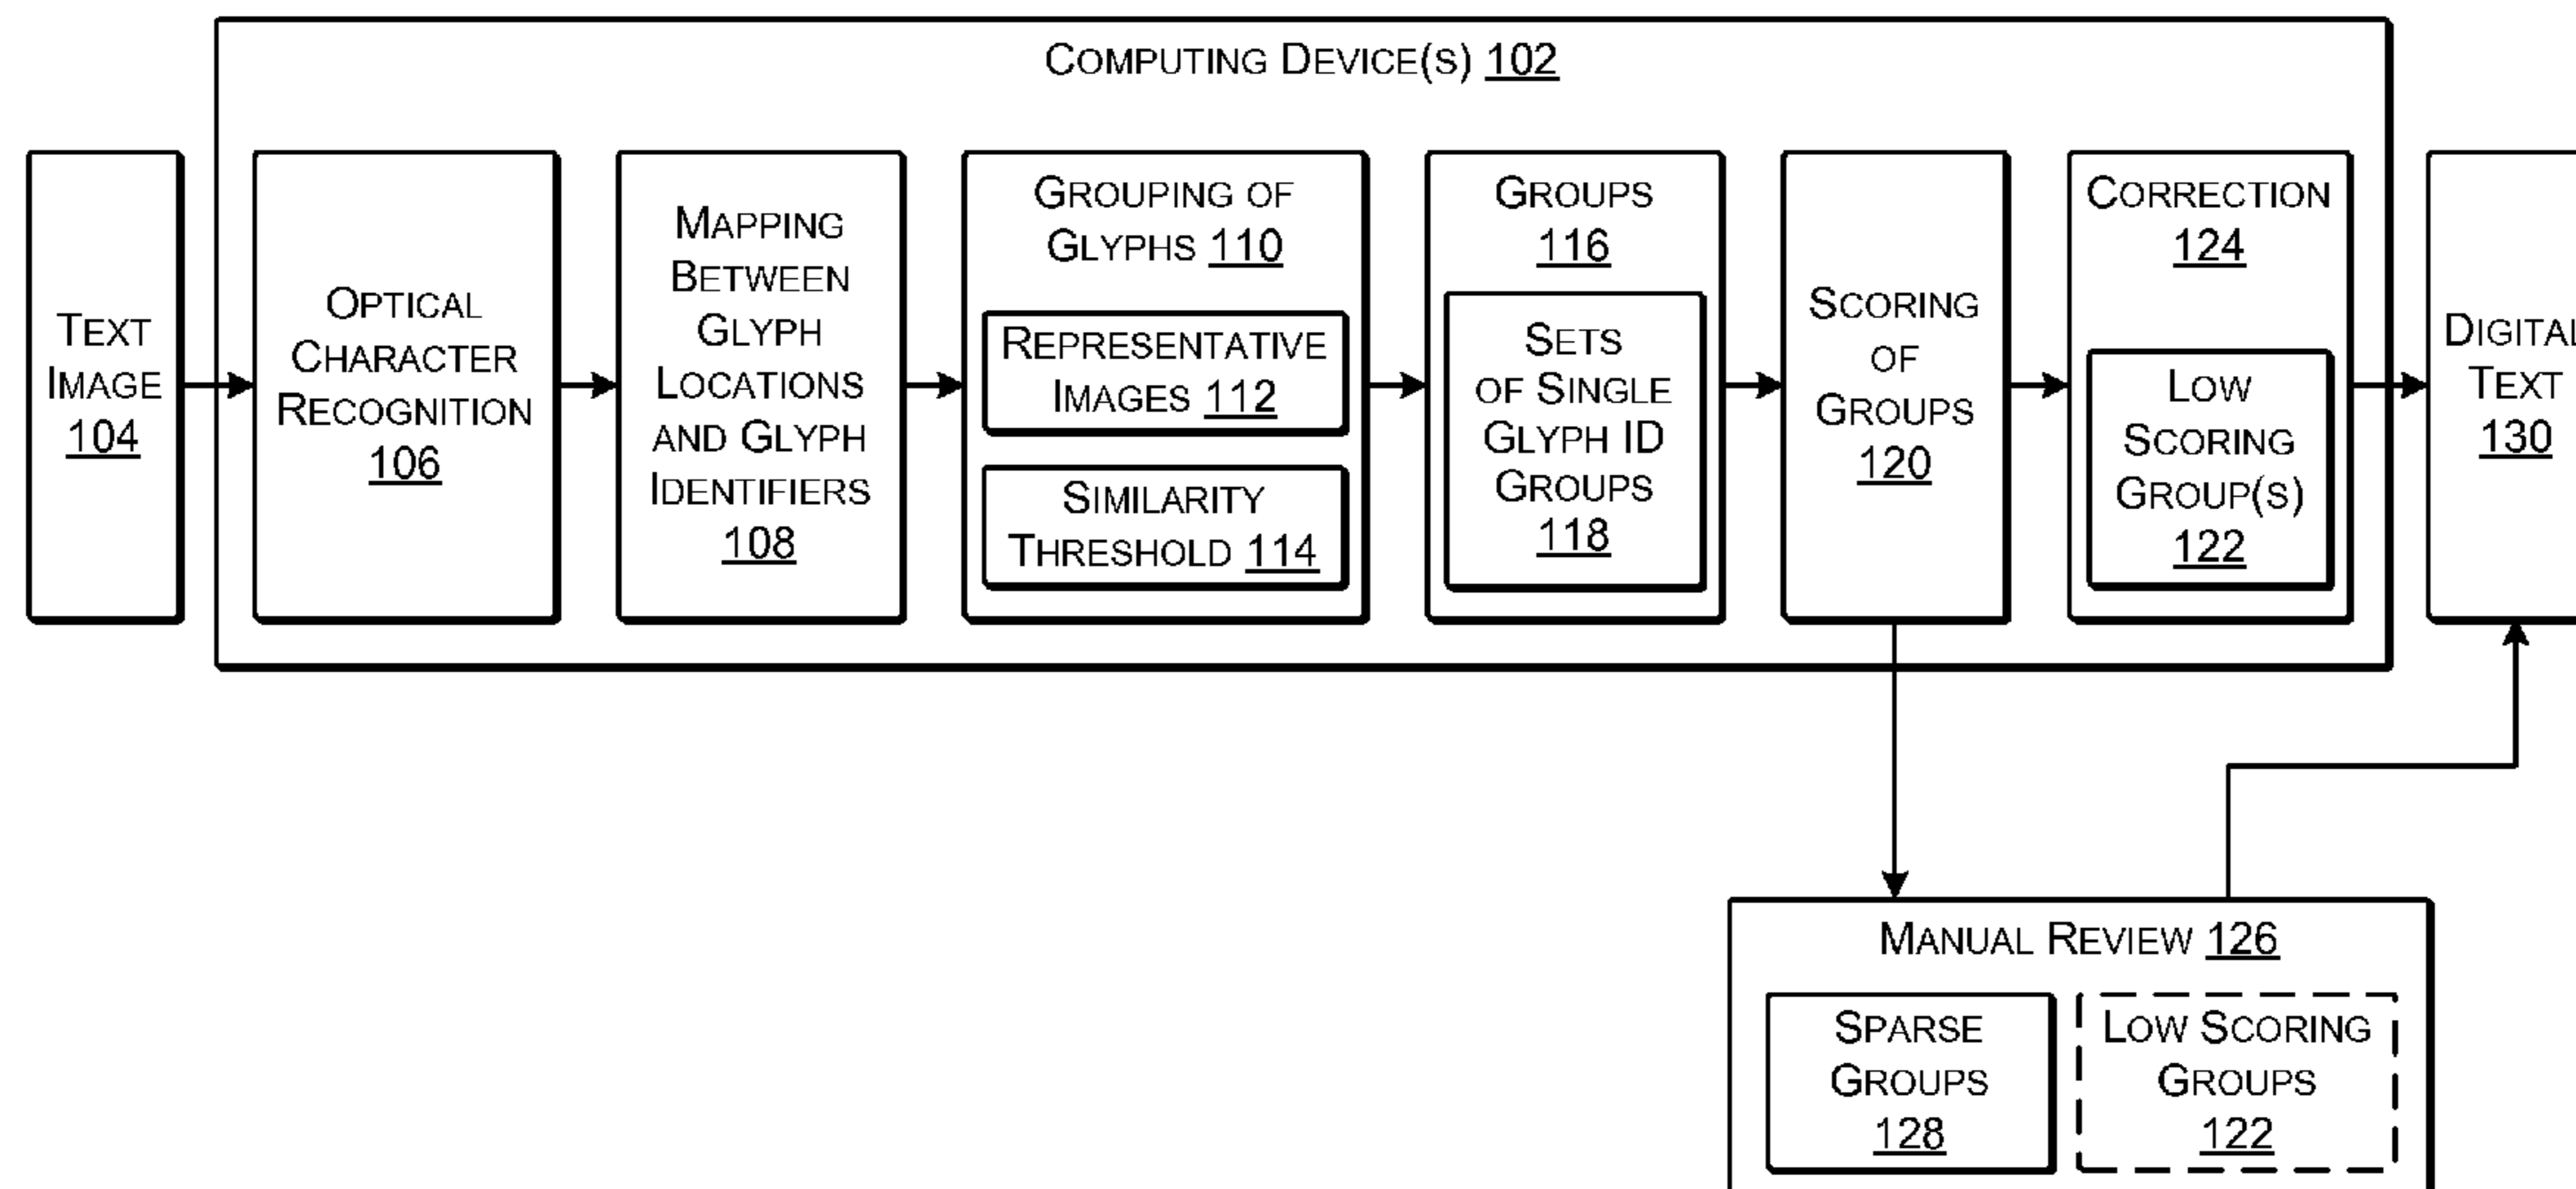 COMPUTING DEVICE(S) 102
TEXT
IMAGE
104
OPTICAL
CHARACTER
RECOGNITION
106
MAPPING
BETWEEN
GLYPH
LOCATIONS
AND GLYPH
IDENTIFIERS
108
GROUPING OF
GLYPHS 110
REPRESENTATIVE
IMAGES 112
SIMILARITY
THRESHOLD 114
GROUPS
116
SETS
OF SINGLE
GLYPH ID
GROUPS
118
SCORING
OF
GROUPS
120
CORRECTION
124
LOW
SCORING
GROUP(S)
122
DIGITAL
TEXT
130
MANUAL REVIEW 126
SPARSE
GROUPS
128
LOW SCORING
GROUPS
122